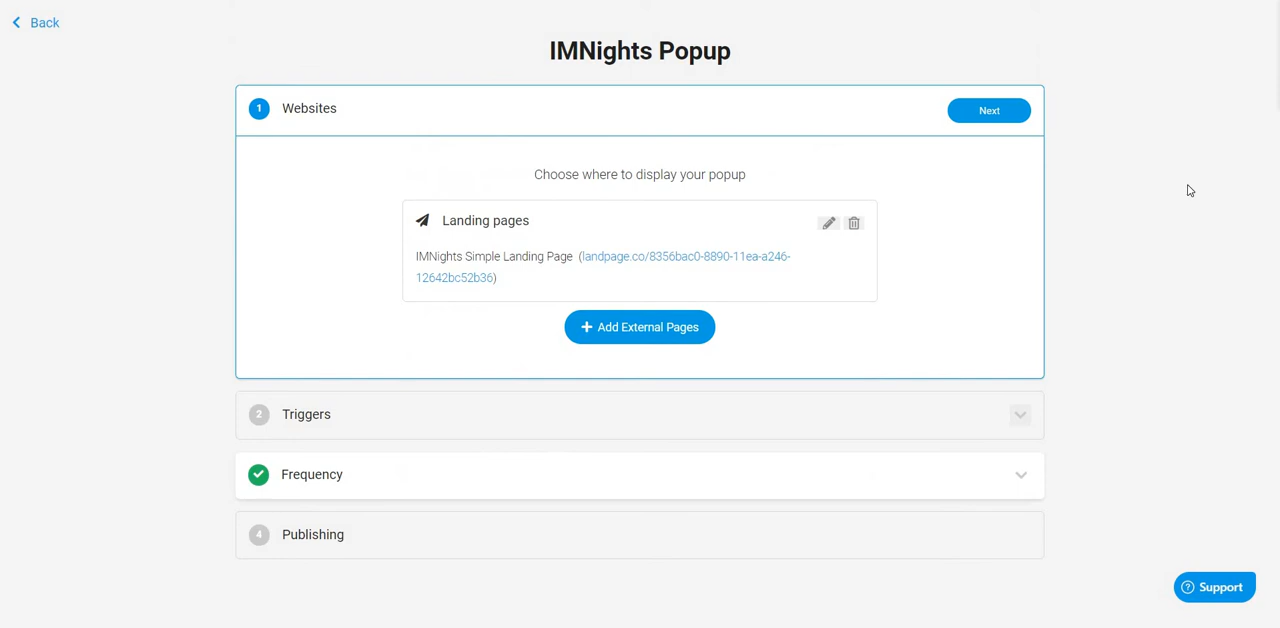 Back
IMNights Popup
1 Websites
Next
Choose where to display your popup
Landing pages
IMNights Simple Landing Page (landpage.co/8356bac0-8890-11ea-a246-
12642bc52b36)
+ Add External Pages
2 Triggers
Frequency
4 Publishing
? Support